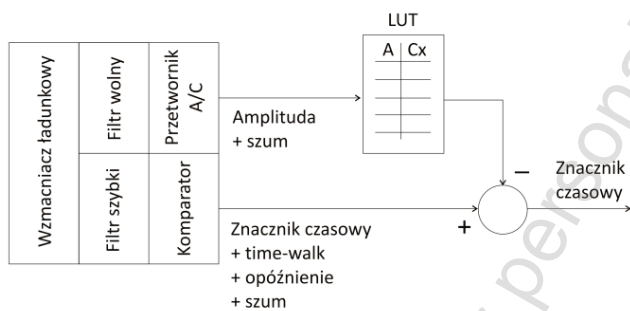 LUT
A Cx
Wzmacniacz ładunkowy
Filtr wolny
Przetwornik
A/C
Filtr szybki
Komparator
Amplituda
+ szum
Znacznik czasowy
+ time-walk
+ opóźnienie
+ szum
−
+
Znacznik
czasowy